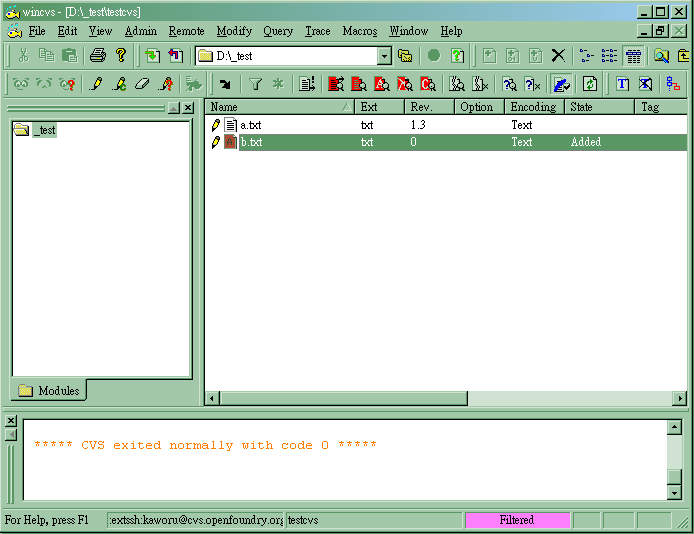 wincvs - [D:\_test\testcvs]
File Edit View Admin Remote Modify Query Trace Macros Window Help
D:\_test
Name Ext Rev. Option Encoding State Tag
_test
a.txt txt 1.3 Text
b.txt txt 0 Text Added
Modules
***** CVS exited normally with code 0 *****
For Help, press F1 :extssh:kaworu@cvs.openfoundry.org testcvs Filtered